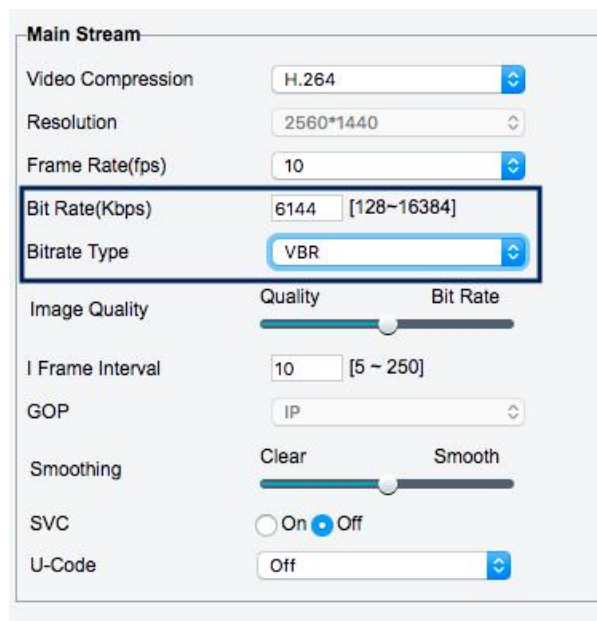 Main Stream
Video Compression H.264
Resolution 2560*1440
Frame Rate(fps) 10
Bit Rate(Kbps) 6144 [128~16384]
Bitrate Type VBR
Quality Bit Rate
Image Quality
I Frame Interval 10 [5 ~ 250]
GOP IP
Clear Smooth
Smoothing
SVC On Off
U-Code Off